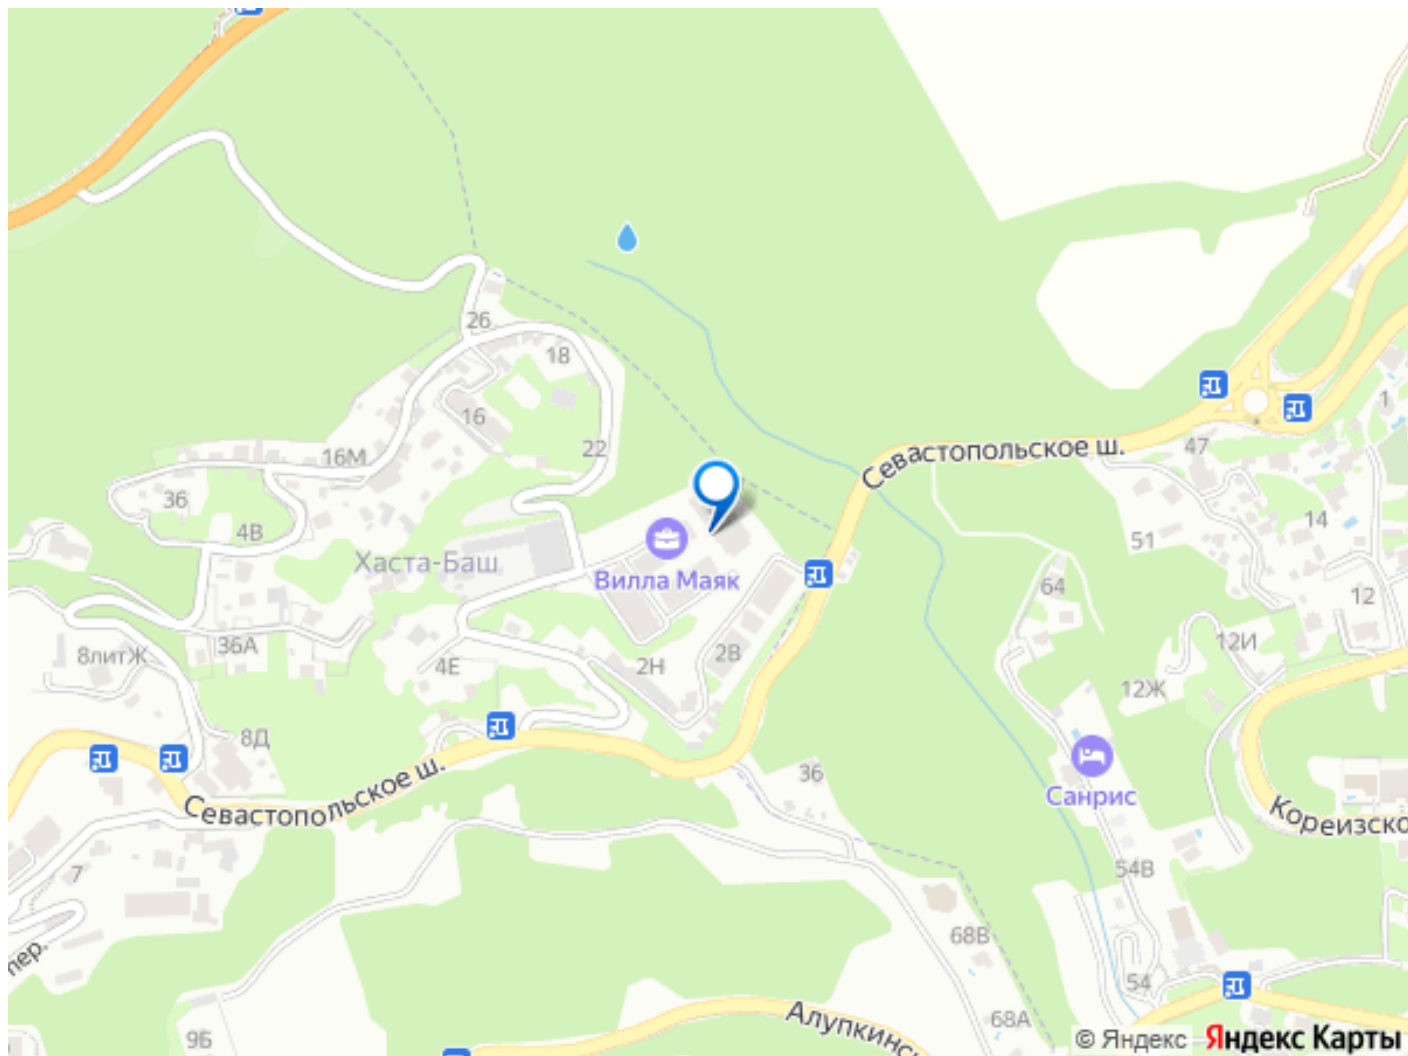 26
18
16
1
22
Севастопольское ш.
47
16М
36
4В
14
51
Хаста-Баш
Вилла Маяк
64
12
36А
8литЖ
4Е
2Н
2В
12И
12Ж
8Д
36
Севастопольское ш.
Санрис
Кореизско
7
54В
68В
пер.
54
9Б
Алупкинс
68А
© Яндекс Яндекс Карты